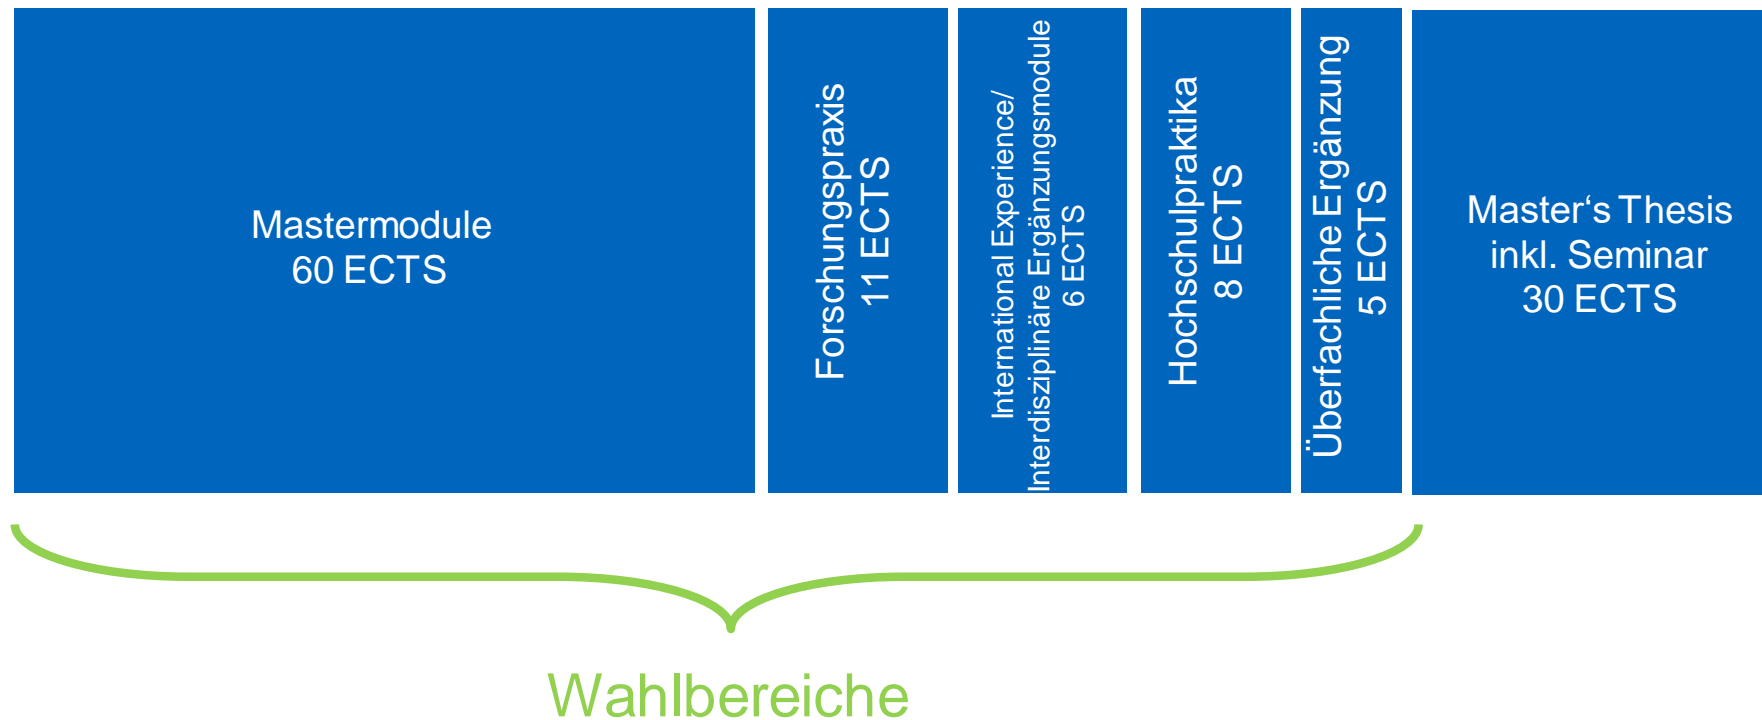 Mastermodule
60 ECTS
Forschungspraxis
11 ECTS
International Experience/
Interdisziplinäre Ergänzungsmodule
6 ECTS
Hochschulpraktika
8 ECTS
Überfachliche Ergänzung
5 ECTS
Master‘s Thesis
inkl. Seminar
30 ECTS
Wahlbereiche